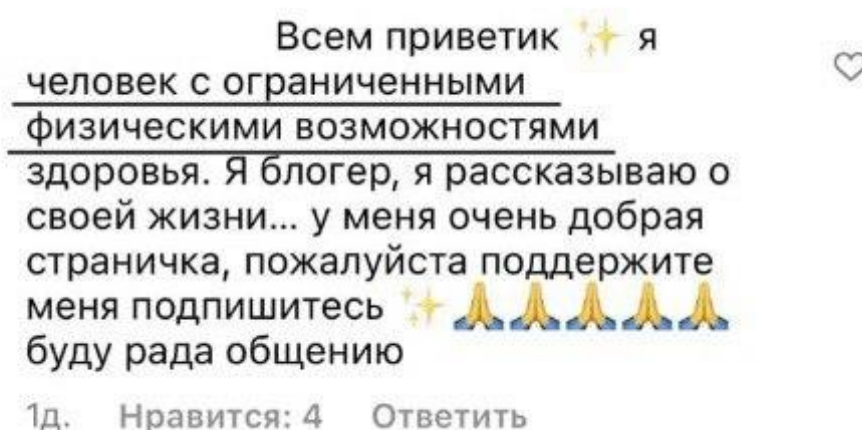 Всем приветик ✨ я
человек с ограниченными
физическими возможностями
здоровья. Я блогер, я рассказываю о
своей жизни... у меня очень добрая
страничка, пожалуйста поддержите
меня подпишитесь ✨🙏🙏🙏🙏🙏
буду рада общению
1д. Нравится: 4 Ответить